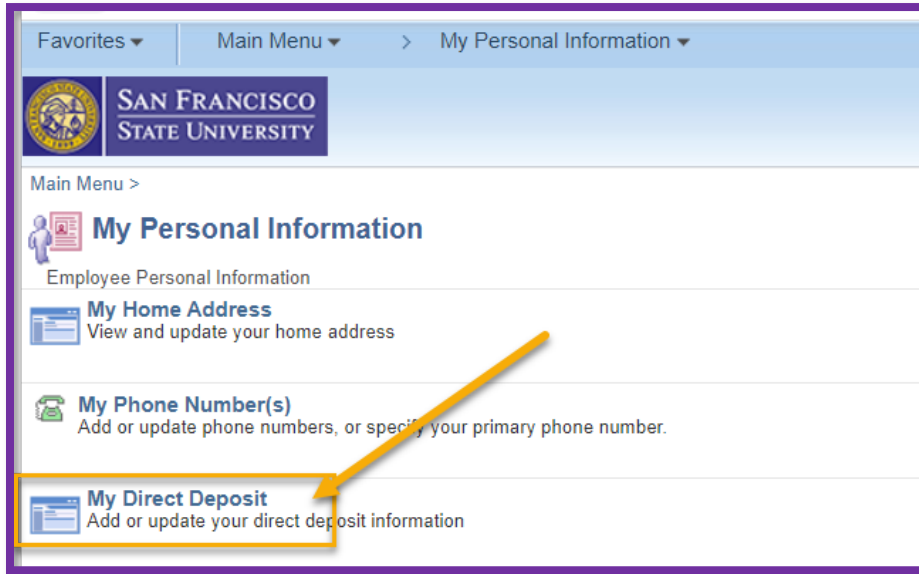 Favorites Main Menu > My Personal Information
SAN FRANCISCO
STATE UNIVERSITY
Main Menu >
My Personal Information
Employee Personal Information
My Home Address
View and update your home address
My Phone Number(s)
Add or update phone numbers, or specify your primary phone number.
My Direct Deposit
Add or update your direct deposit information